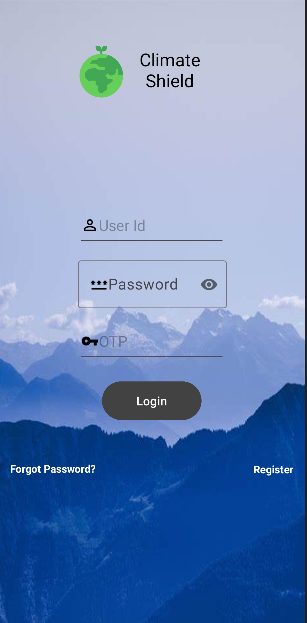 Climate
Shield
User Id
Password
OTP
Login
Forgot Password?
Register